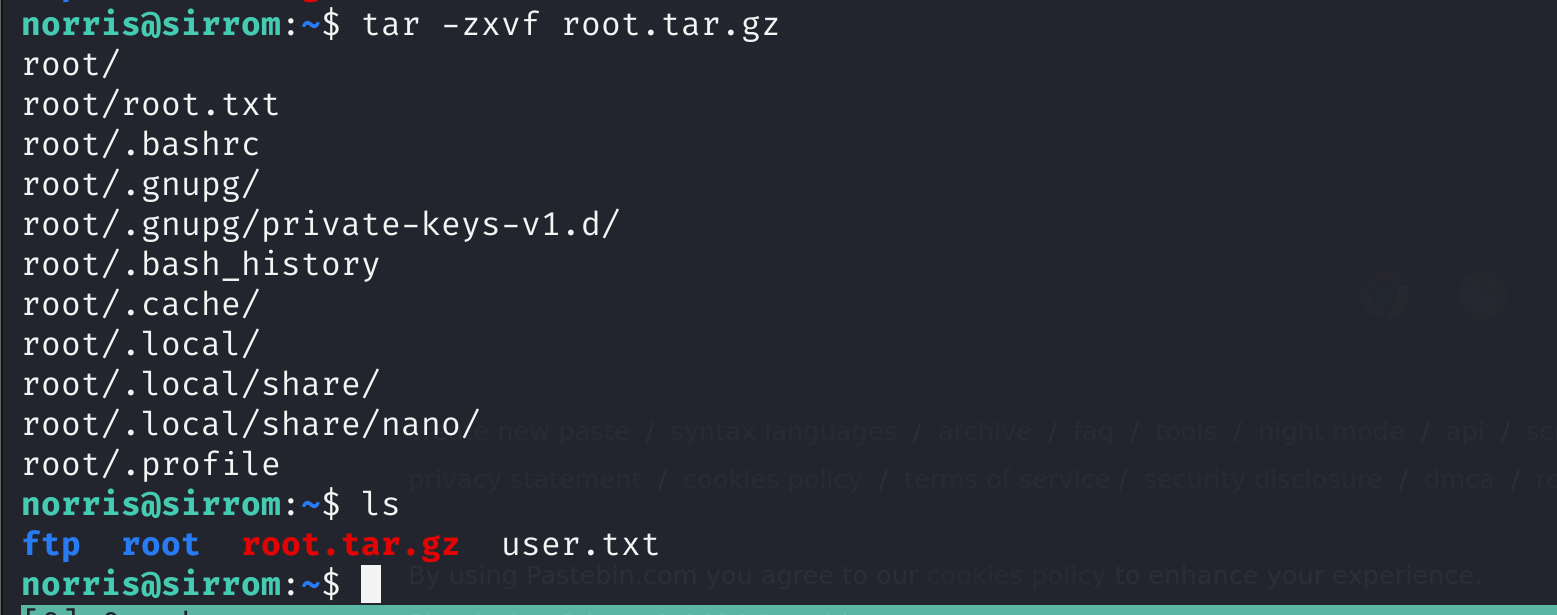 norris@sirrom:~$ tar -zxvf root.tar.gz
root/
root/root.txt
root/.bashrc
root/.gnupg/
root/.gnupg/private-keys-v1.d/
root/.bash_history
root/.cache/
root/.local/
root/.local/share/
root/.local/share/nano/
new paste / syntax languages / archive / faq / tools / night mode / api /
root/.profile
privacy statement / cookies policy / terms of service / security disclosure / dmca /
norris@sirrom:~$ ls
ftp root root.tar.gz user.txt
norris@sirrom:~$
By using Pastebin.com you agree to our cookies policy to enhance your experience.